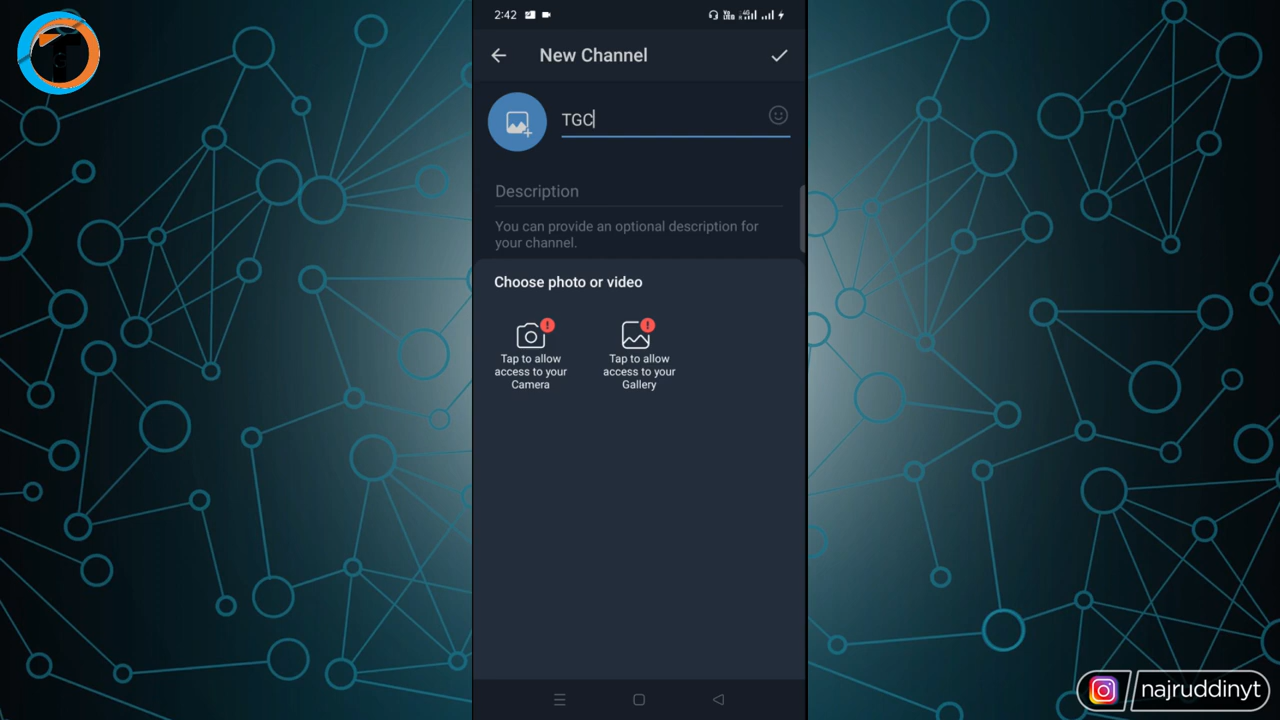 2:42
New Channel
TGC
Description
You can provide an optional description for
your channel.
Choose photo or video
Tap to allow
access to your
Camera
Tap to allow
access to your
Gallery
najruddinyt